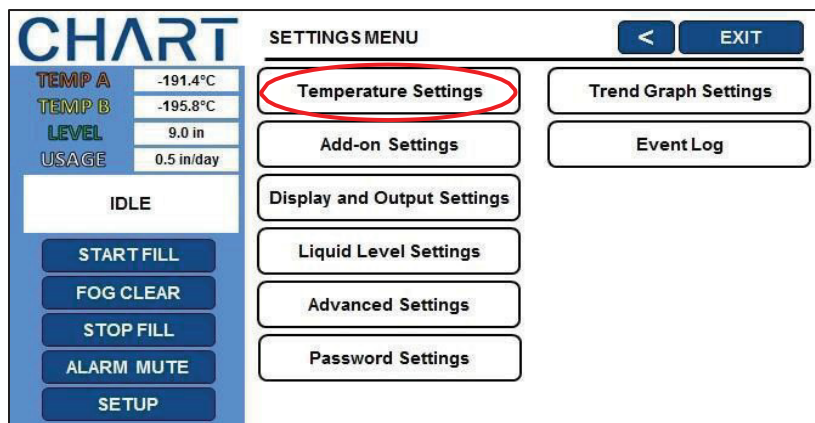 CHART
SETTINGS MENU
<
EXIT
TEMP A
-191.4°C
TEMP B
-195.8°C
LEVEL
9.0 in
USAGE
0.5 in/day
IDLE
START FILL
FOG CLEAR
STOP FILL
ALARM MUTE
SETUP
Temperature Settings
Add-on Settings
Display and Output Settings
Liquid Level Settings
Advanced Settings
Password Settings
Trend Graph Settings
Event Log